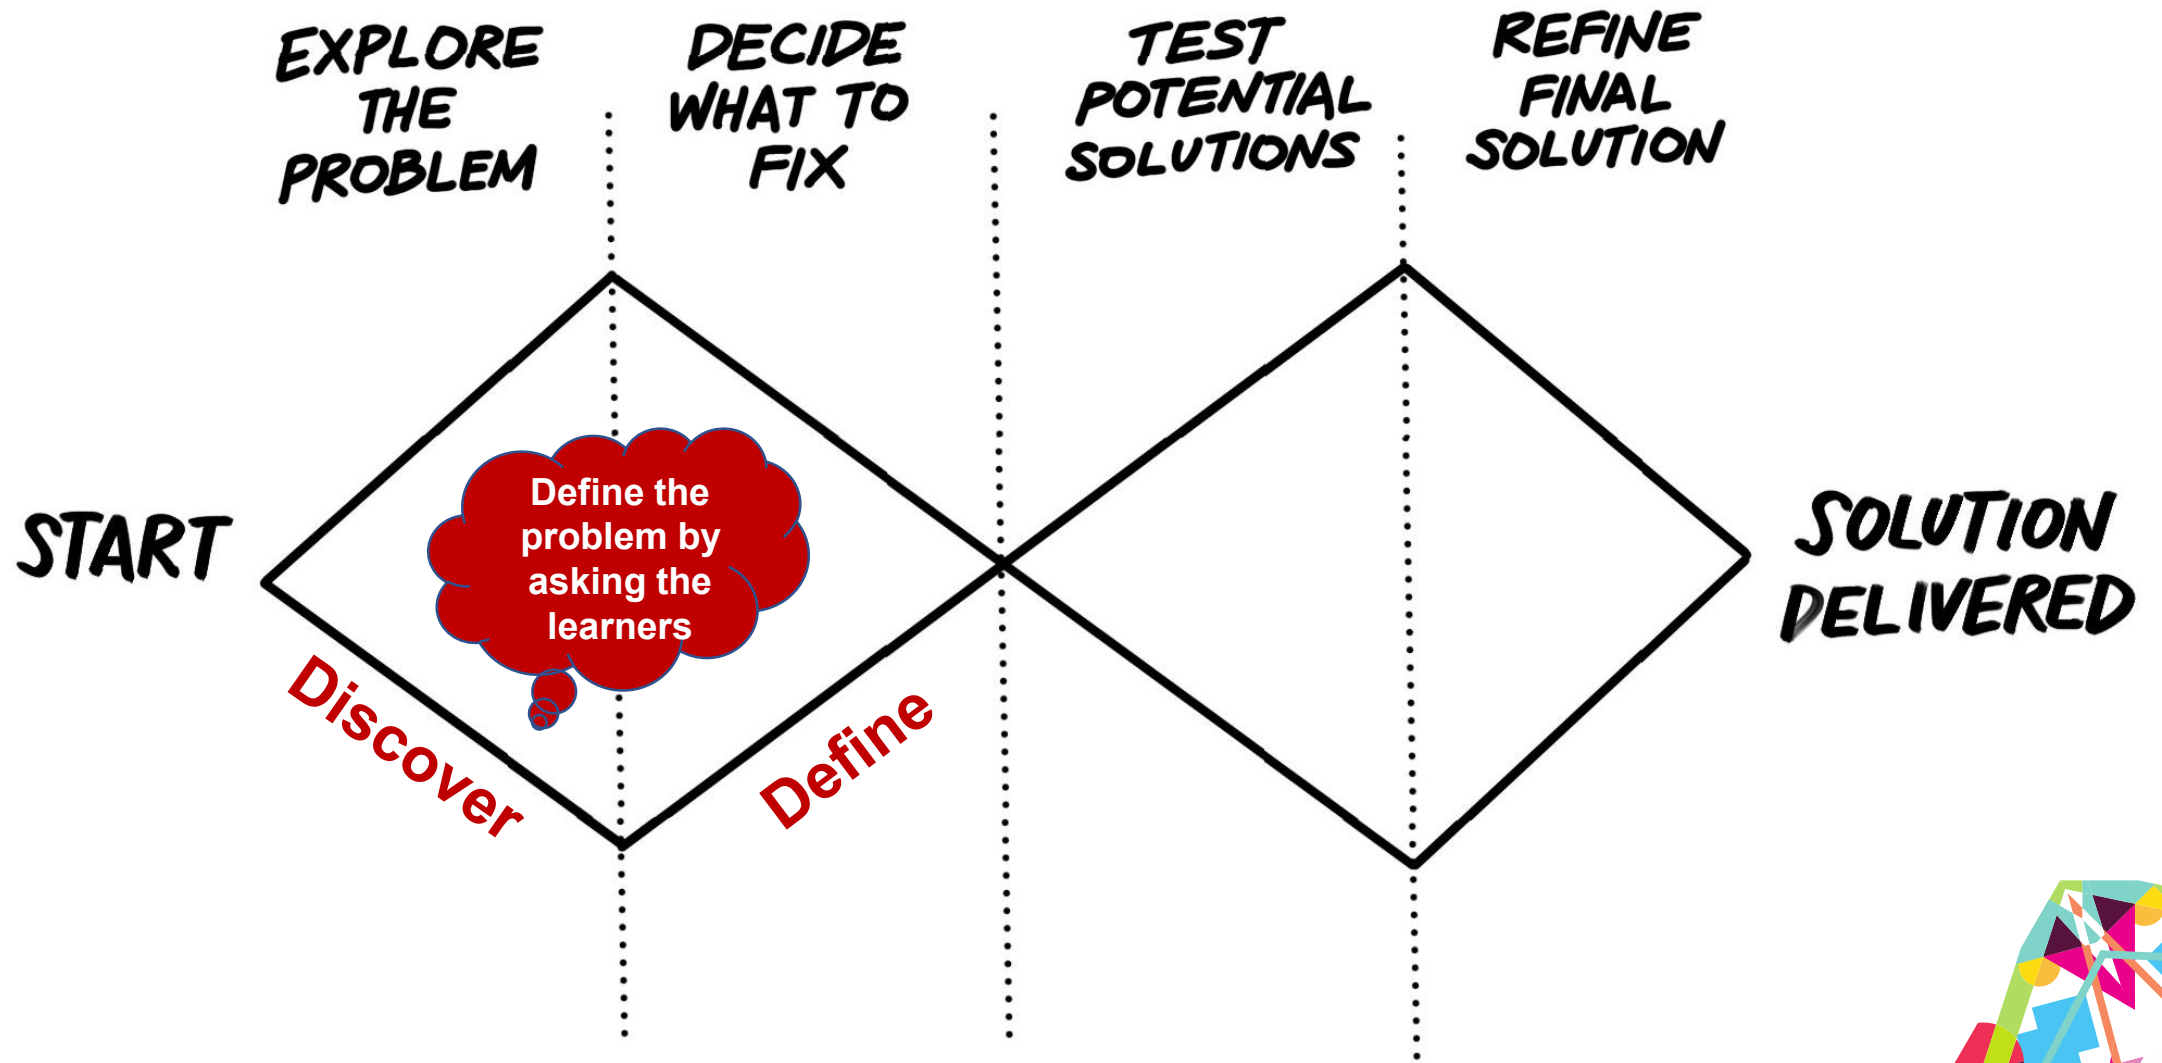 EXPLORE
THE
PROBLEM
DECIDE
WHAT TO
FIX
TEST
POTENTIAL
SOLUTIONS
REFINE
FINAL
SOLUTION
START
Define the
problem by
asking the
learners
Discover
Define
SOLUTION
DELIVERED